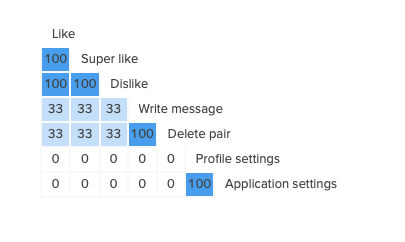 Like
100 Super like
100 100 Dislike
33 33 33 Write message
33 33 33 100 Delete pair
0 0 0 0 0 Profile settings
0 0 0 0 0 100 Application settings